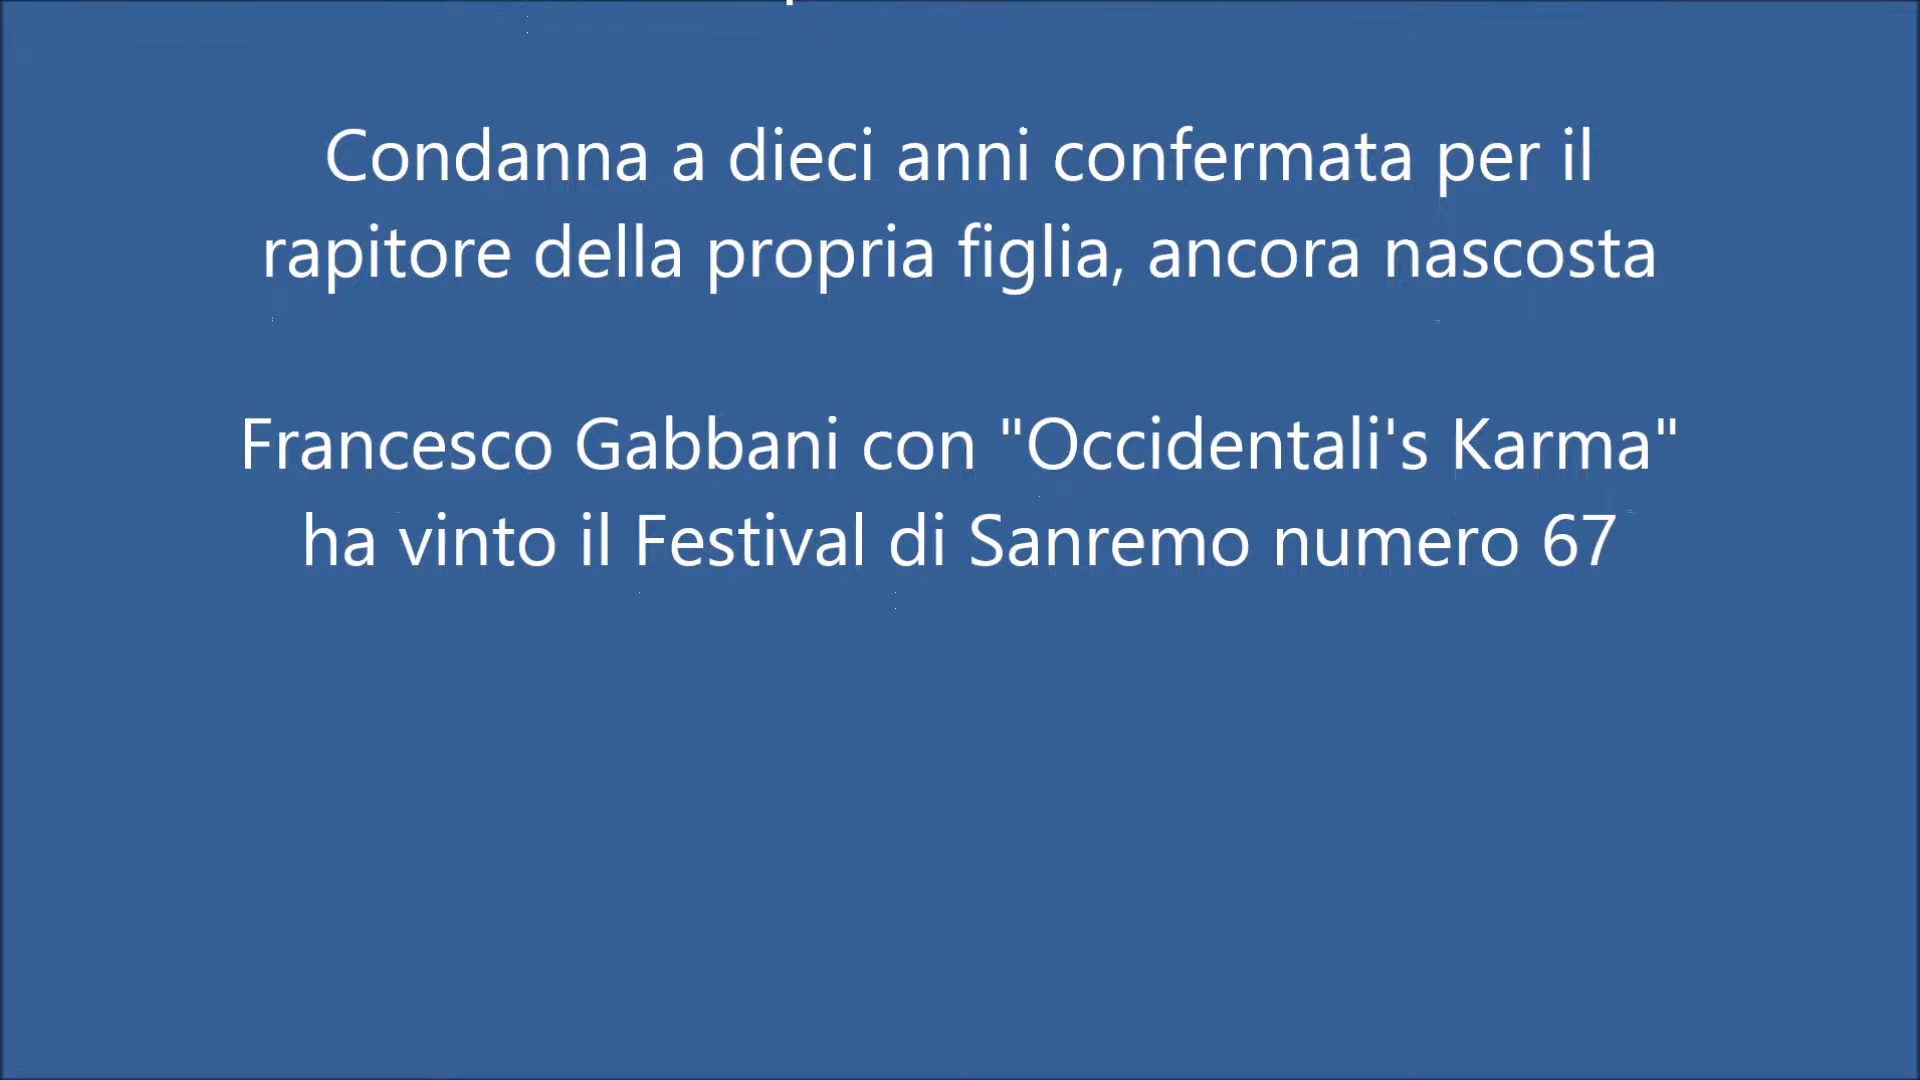 Condanna a dieci anni confermata per il
rapitore della propria figlia, ancora nascosta
Francesco Gabbani con "Occidentali's Karma"
ha vinto il Festival di Sanremo numero 67